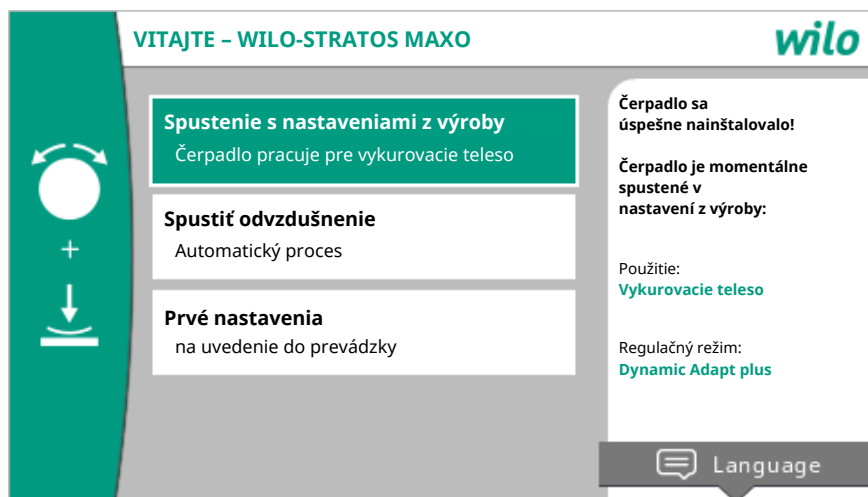 VITAJTE – WILO-STRATOS MAXO
wilo
Spustenie s nastaveniami z výroby
Čerpadlo pracuje pre vykurovacie teleso
Spustiť odvzdušnenie
Automatický proces
Prvé nastavenia
na uvedenie do prevádzky
+
Čerpadlo sa
úspešne nainštalovalo!
Čerpadlo je momentálne
spustené v
nastavení z výroby:
Použitie:
Vykurovacie teleso
Regulačný režim:
Dynamic Adapt plus
Language